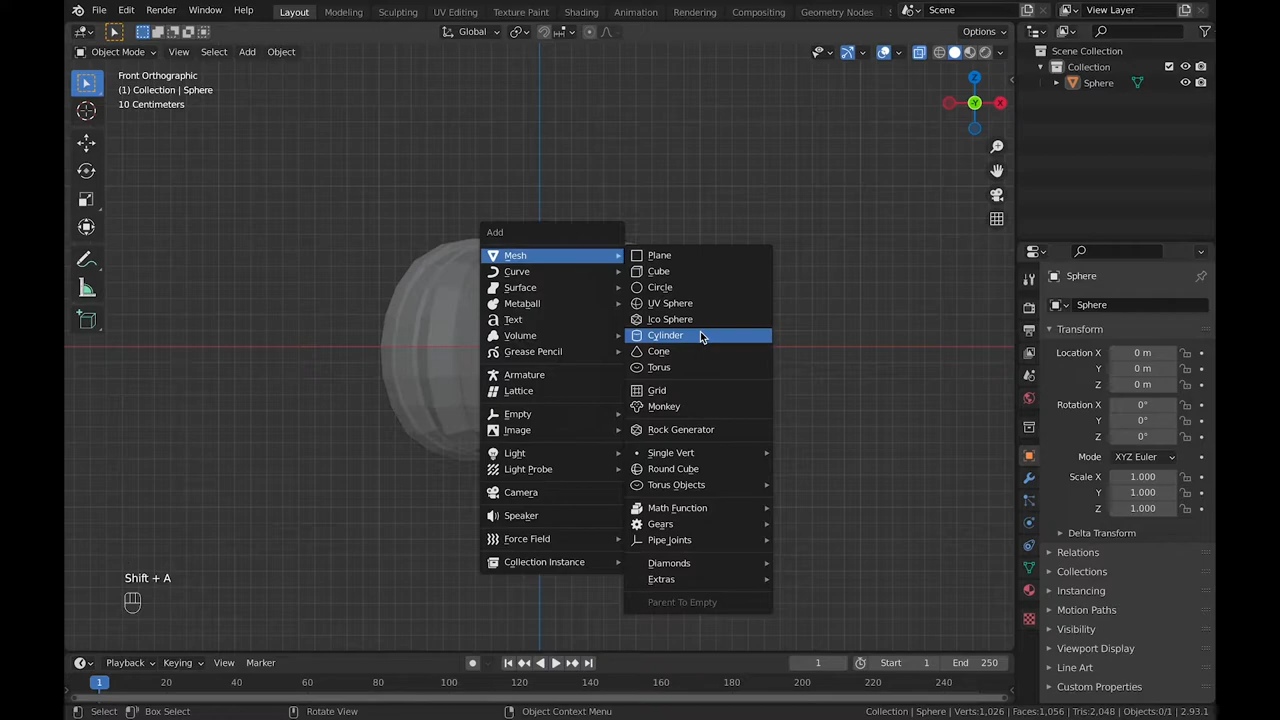 File Edit Render Window Help Layout Modeling Sculpting UV Editing Texture Paint Shading Animation Rendering Compositing Geometry Nodes Scene View Layer
Global Options
Object Mode View Select Add Object
Front Orthographic
(1) Collection | Sphere
10 Centimeters
Z
-Y
X
Add
Mesh
Curve
Surface
Metaball
Text
Volume
Grease Pencil
Armature
Lattice
Empty
Image
Light
Light Probe
Camera
Speaker
Force Field
Collection Instance
Plane
Cube
Circle
UV Sphere
Ico Sphere
Cylinder
Cone
Torus
Grid
Monkey
Rock Generator
Single Vert
Round Cube
Torus Objects
Math Function
Gears
Pipe Joints
Diamonds
Extras
Parent To Empty
Shift + A
Scene Collection
Collection
Sphere
Sphere
Sphere
Transform
Location X 0 m
Y 0 m
Z 0 m
Rotation X 0°
Y 0°
Z 0°
Mode XYZ Euler
Scale X 1.000
Y 1.000
Z 1.000
Delta Transform
Relations
Collections
Instancing
Motion Paths
Visibility
Viewport Display
Line Art
Custom Properties
Playback Keying View Marker 1 Start 1 End 250
1 20 40 60 80 100 120 140 160 180 200 220 240
Select Box Select Rotate View Object Context Menu Collection | Sphere | Verts:1,026 | Faces:1,056 | Tris:2,048 | Objects:0/1 | 2.93.1